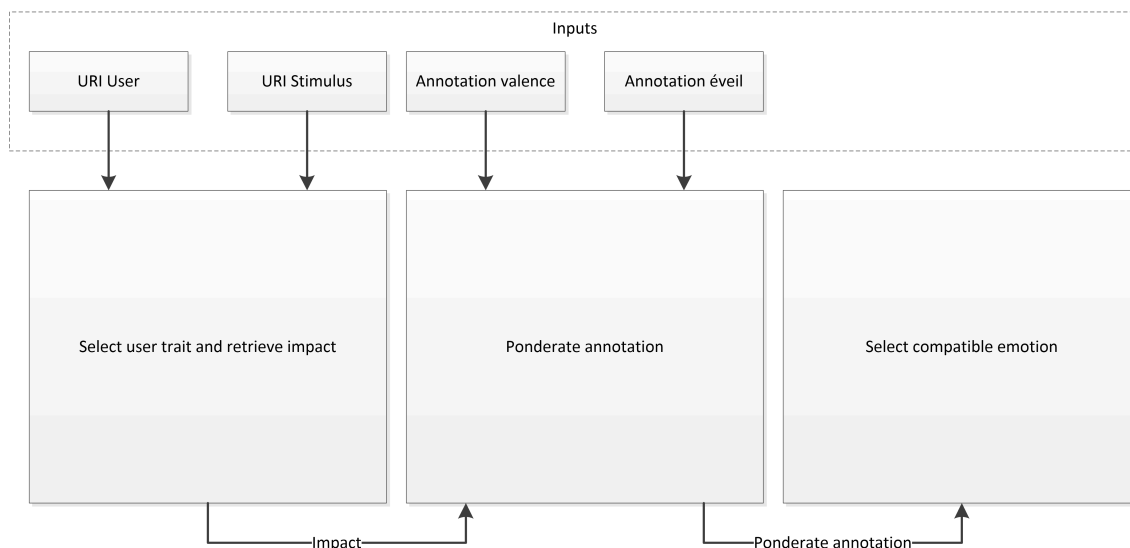 Inputs
URI User
URI Stimulus
Annotation valence
Annotation éveil
Select user trait and retrieve impact
Ponderate annotation
Select compatible emotion
Impact
Ponderate annotation